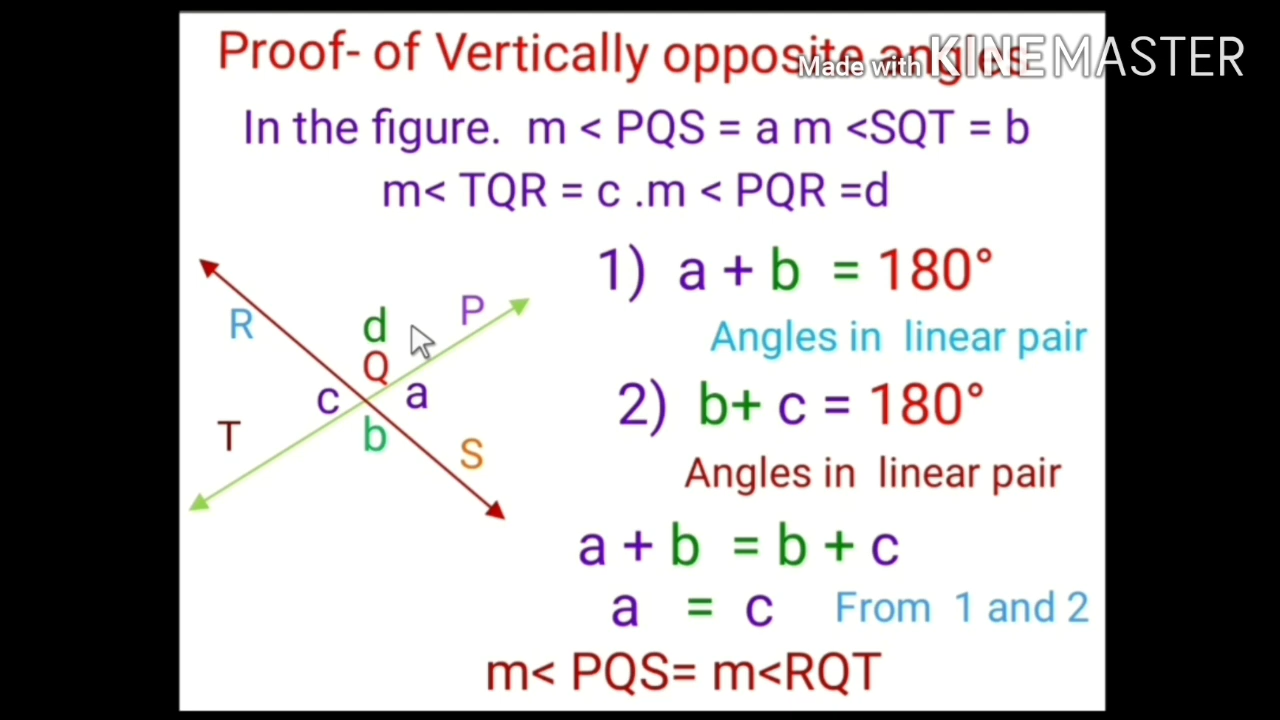 Proof- of Vertically opposite angles
Made with KINEMASTER
In the figure. m < PQS = a m <SQT = b
m< TQR = c .m < PQR =d
1) a + b = 180°
R
d
P
Angles in linear pair
Q
c
a
2) b+ c = 180°
T
b
S
Angles in linear pair
a + b = b + c
a = c From 1 and 2
m< PQS= m<RQT